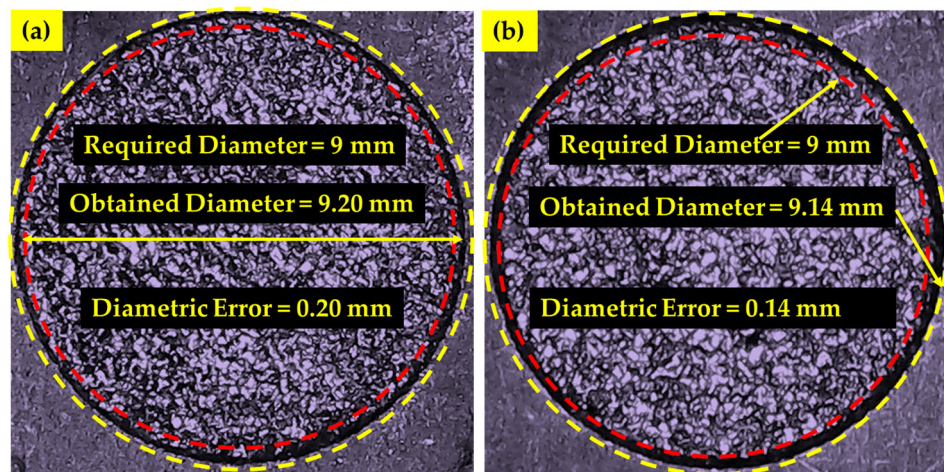 (a)
Required Diameter = 9 mm
Obtained Diameter = 9.20 mm
Diametric Error = 0.20 mm
(b)
Required Diameter = 9 mm
Obtained Diameter = 9.14 mm
Diametric Error = 0.14 mm